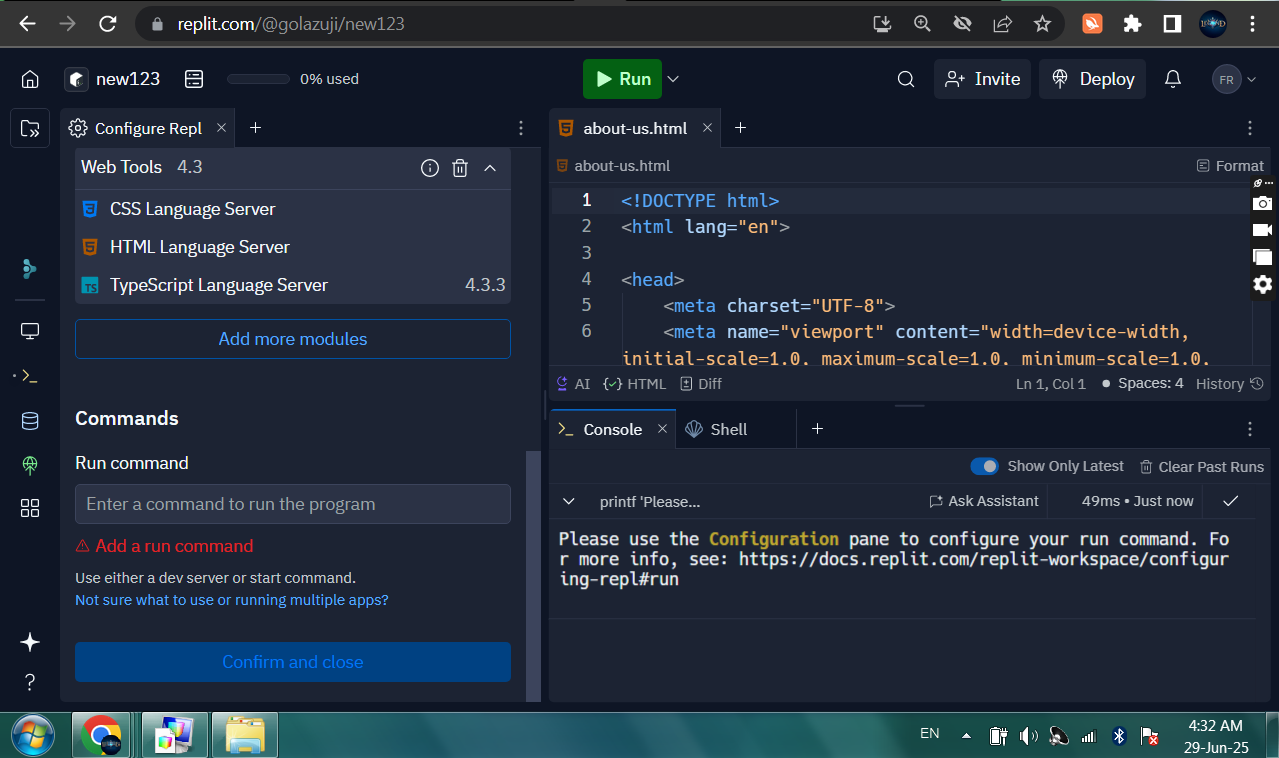 replit.com/@golazuji/new123
new123
0% used
Run
Invite
Deploy
FR
Configure Repl
about-us.html
Web Tools 4.3
about-us.html
Format
CSS Language Server
HTML Language Server
TypeScript Language Server 4.3.3
Add more modules
1 <!DOCTYPE html>
2 <html lang="en">
3
4 <head>
5 <meta charset="UTF-8">
6 <meta name="viewport" content="width=device-width,
initial-scale=1.0, maximum-scale=1.0, minimum-scale=1.0,
AI HTML Diff Ln 1, Col 1 Spaces: 4 History
Commands
Run command
Enter a command to run the program
Add a run command
Use either a dev server or start command.
Not sure what to use or running multiple apps?
Confirm and close
Console
Shell
Show Only Latest
Clear Past Runs
printf 'Please...
Ask Assistant
49ms • Just now
Please use the Configuration pane to configure your run command. Fo
r more info, see: https://docs.replit.com/replit-workspace/configur
ing-repl#run
EN
4:32 AM
29-Jun-25